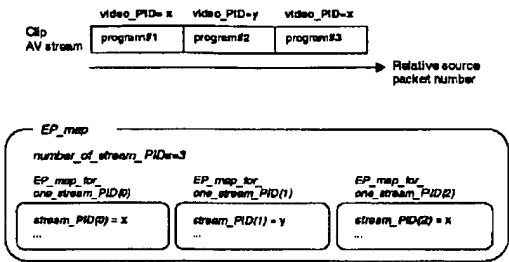 video_PID= x video_PID=y video_PID=x
Clip
AV stream
program#1 program#2 program#3
Relative source
packet number
EP_map
number_of_stream_PIDs=3
EP_map_for_ EP_map_for_ EP_map_for_
one_stream_PID(0) one_stream_PID(1) one_stream_PID(2)
stream_PID(0) = x stream_PID(1) = y stream_PID(2) = x
... ... ...